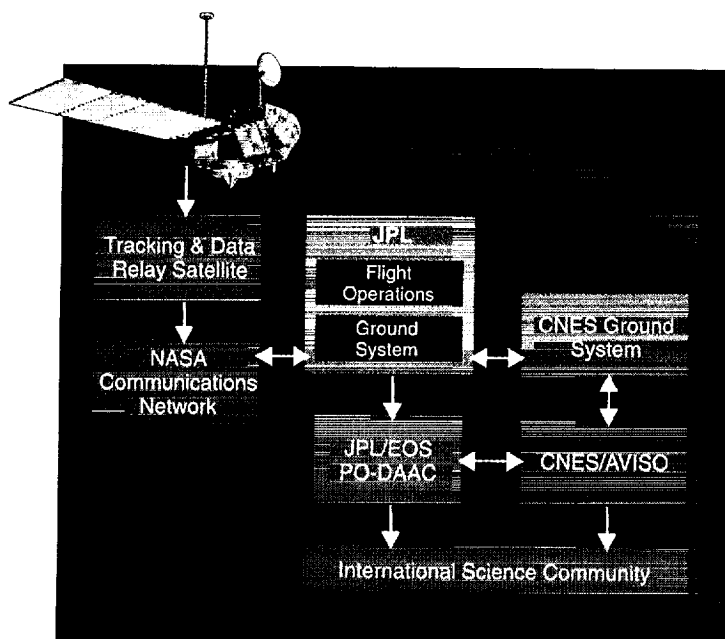 Tracking & Data
Relay Satellite
NASA
Communications
Network
JPL
Flight
Operations
Ground
System
CNES Ground
System
JPL/EOS
PO-DAAC
CNES/AVISO
International Science Community